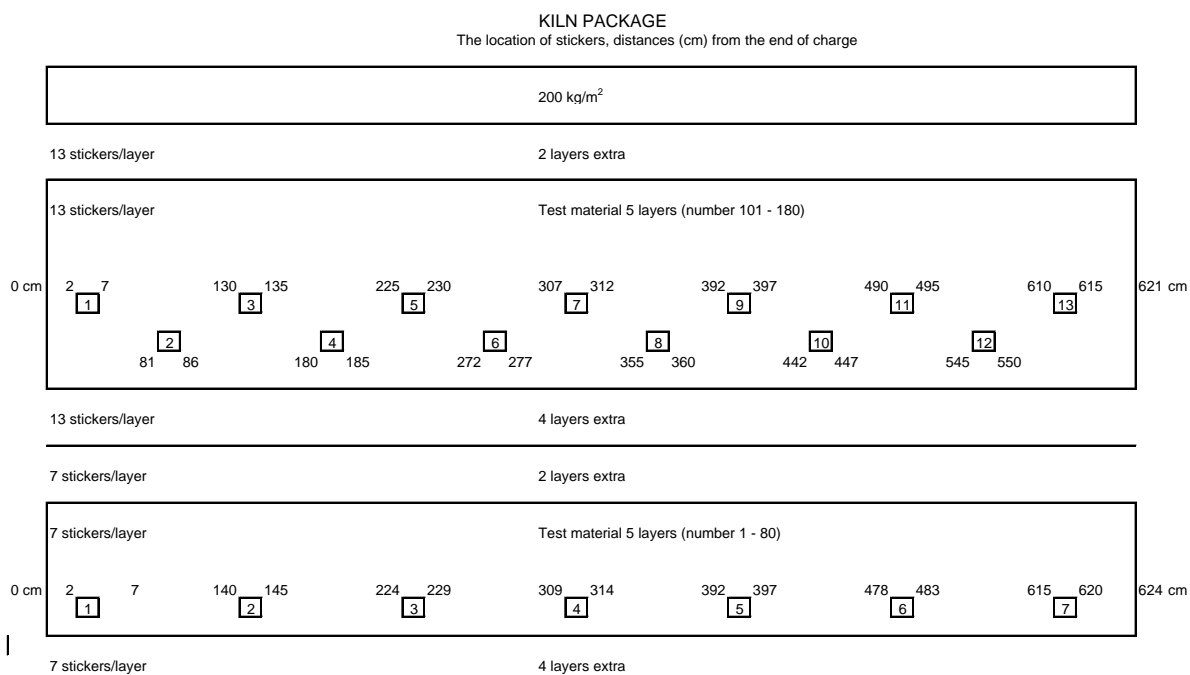 KILN PACKAGE
The location of stickers, distances (cm) from the end of charge
200 kg/m²
13 stickers/layer 2 layers extra
13 stickers/layer Test material 5 layers (number 101 - 180)
0 cm 2 7 130 135 225 230 307 312 392 397 490 495 610 615 621 cm
1 3 5 7 9 11 13
2 4 6 8 10 12
81 86 180 185 272 277 355 360 442 447 545 550
13 stickers/layer 4 layers extra
7 stickers/layer 2 layers extra
7 stickers/layer Test material 5 layers (number 1 - 80)
0 cm 2 7 140 145 224 229 309 314 392 397 478 483 615 620 624 cm
1 2 3 4 5 6 7
7 stickers/layer 4 layers extra